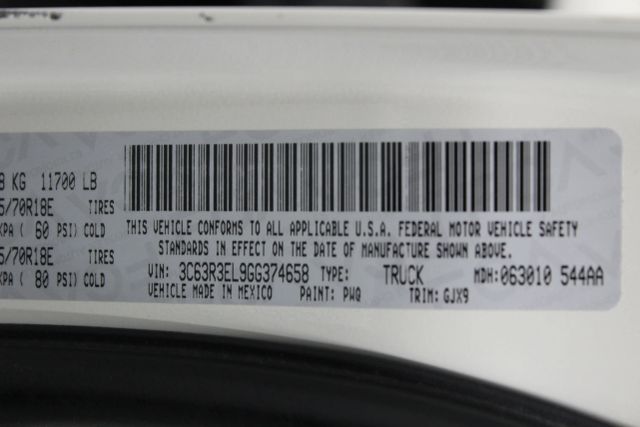 8 KG 11700 LB
5/70R18E TIRES
KPA ( 60 PSI) COLD
5/70R18E TIRES
KPA ( 80 PSI) COLD
THIS VEHICLE CONFORMS TO ALL APPLICABLE U.S.A. FEDERAL MOTOR VEHICLE SAFETY
STANDARDS IN EFFECT ON THE DATE OF MANUFACTURE SHOWN ABOVE.
VIN: 3C63R3EL9GG374658 TYPE: TRUCK MDH: 063010 544AA
VEHICLE MADE IN MEXICO PAINT: PWQ TRIM: GJX9